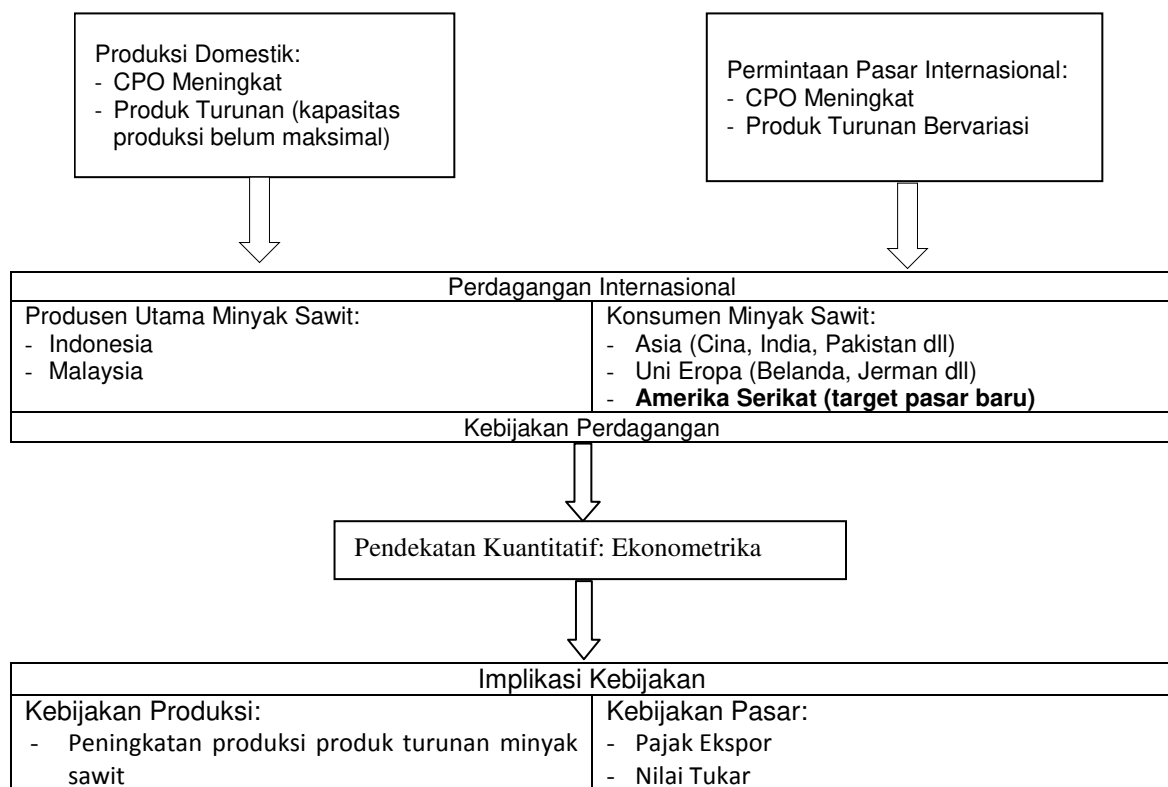 Produksi Domestik:
- CPO Meningkat
- Produk Turunan (kapasitas
produksi belum maksimal)
Permintaan Pasar Internasional:
- CPO Meningkat
- Produk Turunan Bervariasi
Perdagangan Internasional
Produsen Utama Minyak Sawit:
- Indonesia
- Malaysia
Konsumen Minyak Sawit:
- Asia (Cina, India, Pakistan dll)
- Uni Eropa (Belanda, Jerman dll)
- Amerika Serikat (target pasar baru)
Kebijakan Perdagangan
Pendekatan Kuantitatif: Ekonometrika
Implikasi Kebijakan
Kebijakan Produksi:
- Peningkatan produksi produk turunan minyak
sawit
Kebijakan Pasar:
- Pajak Ekspor
- Nilai Tukar